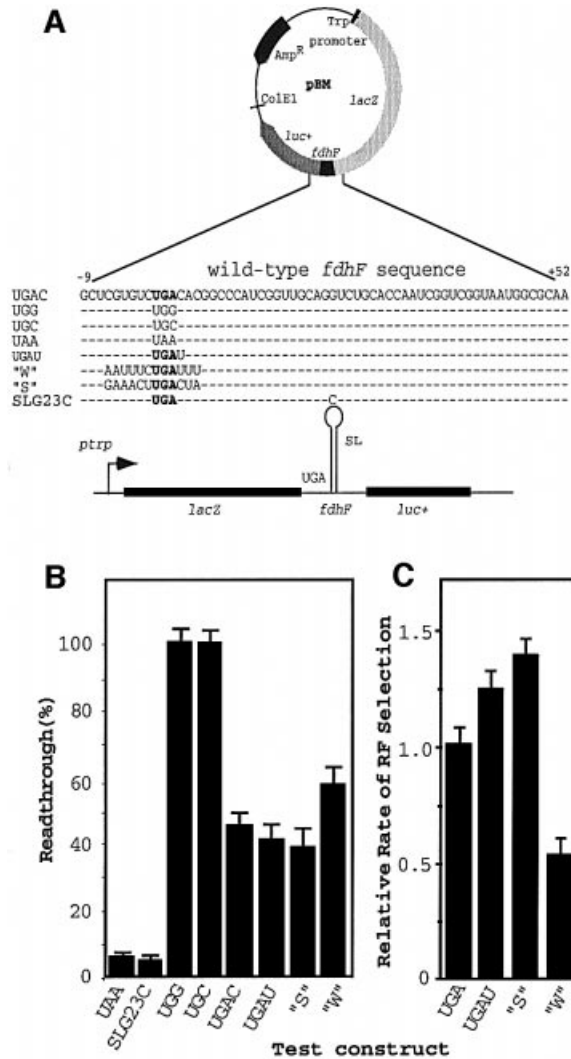 A
Trp
promoter
Amp^R
pBM
ColE1
lacZ
luc+
fdhF
-9 wild-type fdhF sequence +52
UGAC GCUCGUGUCUGACACGGCCCAUCGGUUGCAGGUCUGCACCAAUCGGUCGGUAAUGGCGCAA
UGG ---------UGG-------------------------------------------------
UGC ---------UGC-------------------------------------------------
UAA ---------UAA-------------------------------------------------
UGAU ---------UGAU------------------------------------------------
"W" ---AAUUUCUGAUUU----------------------------------------------
"S" ---GAAACUUGACUA----------------------------------------------
SLG23C ---------UGA-------------------C-----------------------------
ptrp
SL
UGA
lacZ fdhF luc+
B
Readthrough(%)
100
80
60
40
20
0
UAA SLG23C UGG UGC UGAC UGAU "S" "W"
C
Relative Rate of RF Selection
1.5
1.0
0.5
0
UGA UGAU "S" "W"
Test construct